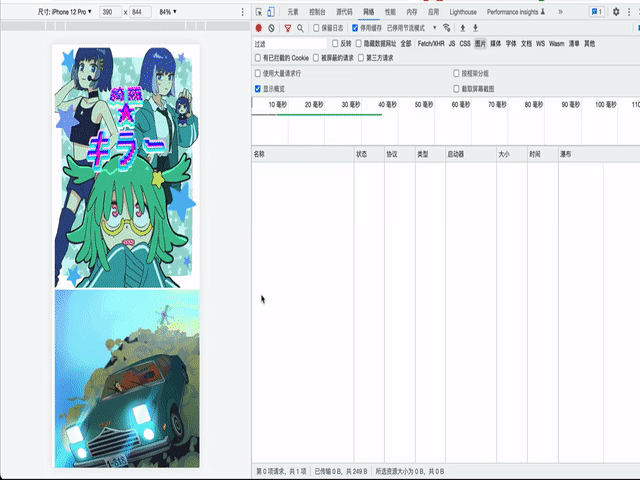 尺寸: iPhone 12 Pro ▼ 390 × 844 84% ▼
綺羅
★
キラー
元素 控制台 源代码 网络 性能 内存 应用 Lighthouse Performance insights » 1
保留日志 停用缓存 已停用节流模式 ▼
过滤 反转 隐藏数据网址 全部 Fetch/XHR JS CSS 图片 媒体 字体 文档 WS Wasm 清单 其他
有已拦截的 Cookie 被屏蔽的请求 第三方请求
使用大量请求行 按框架分组
显示概览 截取屏幕截图
10 毫秒 20 毫秒 30 毫秒 40 毫秒 50 毫秒 60 毫秒 70 毫秒 80 毫秒 90 毫秒 100 毫秒 110
名称 状态 协议 类型 启动器 大小 时间 瀑布
第 0 项请求，共 1 项 已传输 0 B，共 249 B 所选资源大小为 0 B，共 0 B